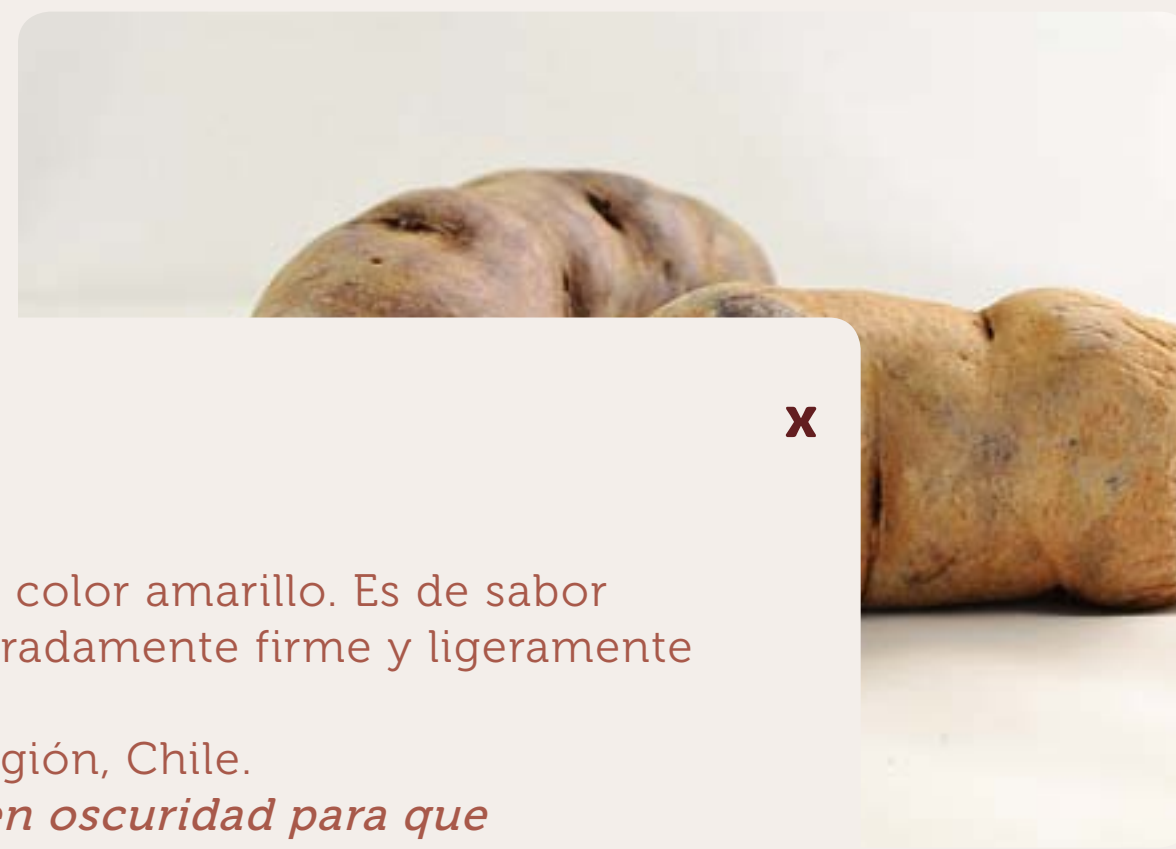 x
color amarillo. Es de sabor
radamente firme y ligeramente
gión, Chile.
en oscuridad para que